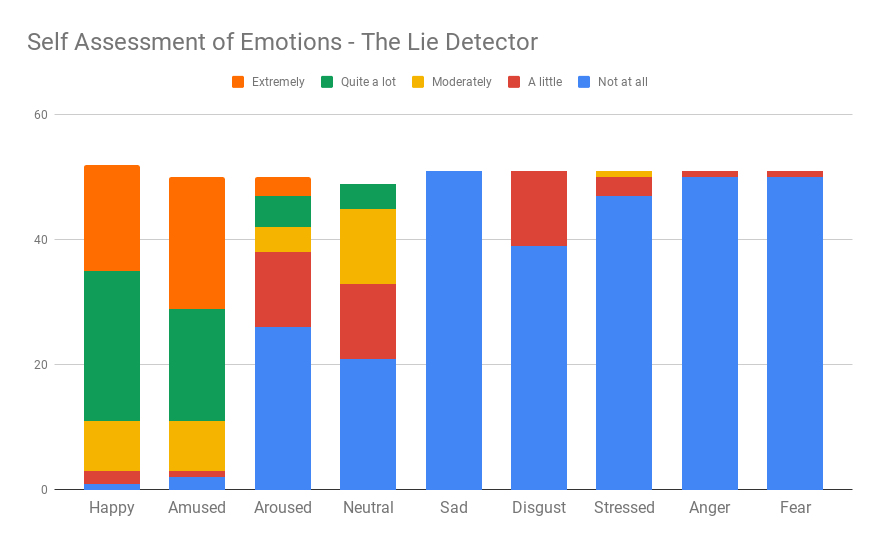 Self Assessment of Emotions - The Lie Detector
Extremely Quite a lot Moderately A little Not at all
60
40
20
0
Happy Amused Aroused Neutral Sad Disgust Stressed Anger Fear